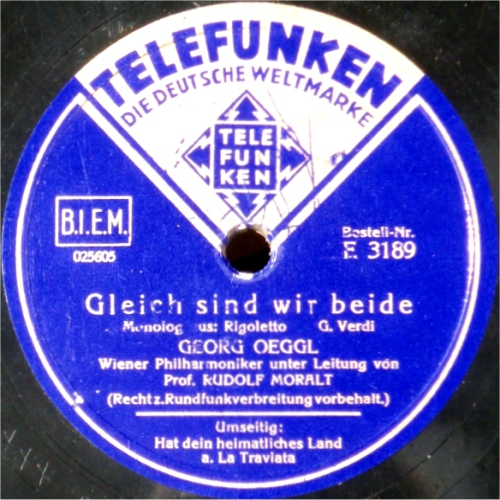 TELEFUNKEN
DIE DEUTSCHE WELTMARKE
TELE
FUN
KEN
B.I.E.M.
025605
Bestell-Nr.
E 3189
Gleich sind wir beide
Monolog aus: Rigoletto G. Verdi
GEORG OEGGL
Wiener Philharmoniker unter Leitung von
Prof. RUDOLF MORALT
(Recht z. Rundfunkverbreitung vorbehalt.)
Umseitig:
Hat dein heimatliches Land
a. La Traviata